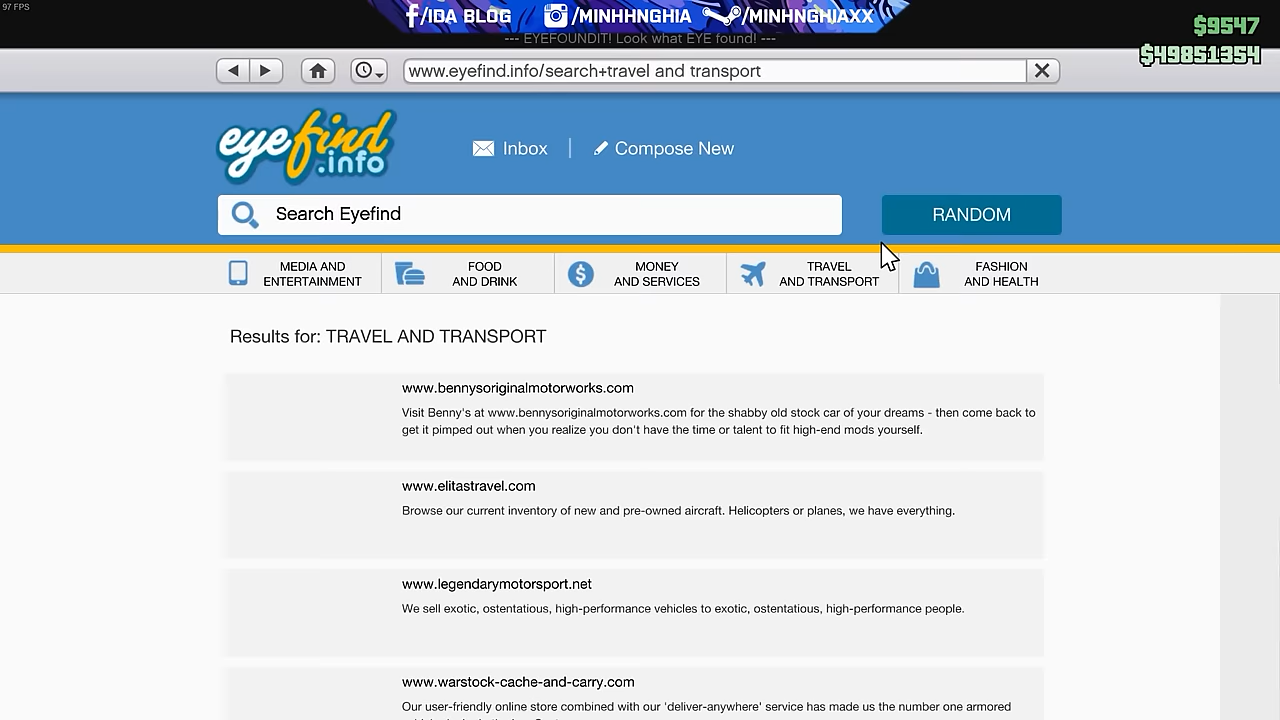 97 FPS
/IDA BLOG /MINHHNGHIA /MINHNGHIAXX
--- EYEFOUNDIT! Look what EYE found! ---
$9547
$49851354
www.eyefind.info/search+travel and transport
eyefind
.info
Inbox | Compose New
Search Eyefind
RANDOM
MEDIA AND
ENTERTAINMENT
FOOD
AND DRINK
MONEY
AND SERVICES
TRAVEL
AND TRANSPORT
FASHION
AND HEALTH
Results for: TRAVEL AND TRANSPORT
www.bennysoriginalmotorworks.com
Visit Benny's at www.bennysoriginalmotorworks.com for the shabby old stock car of your dreams - then come back to
get it pimped out when you realize you don't have the time or talent to fit high-end mods yourself.
www.elitastravel.com
Browse our current inventory of new and pre-owned aircraft. Helicopters or planes, we have everything.
www.legendarymotorsport.net
We sell exotic, ostentatious, high-performance vehicles to exotic, ostentatious, high-performance people.
www.warstock-cache-and-carry.com
Our user-friendly online store combined with our 'deliver-anywhere' service has made us the number one armored